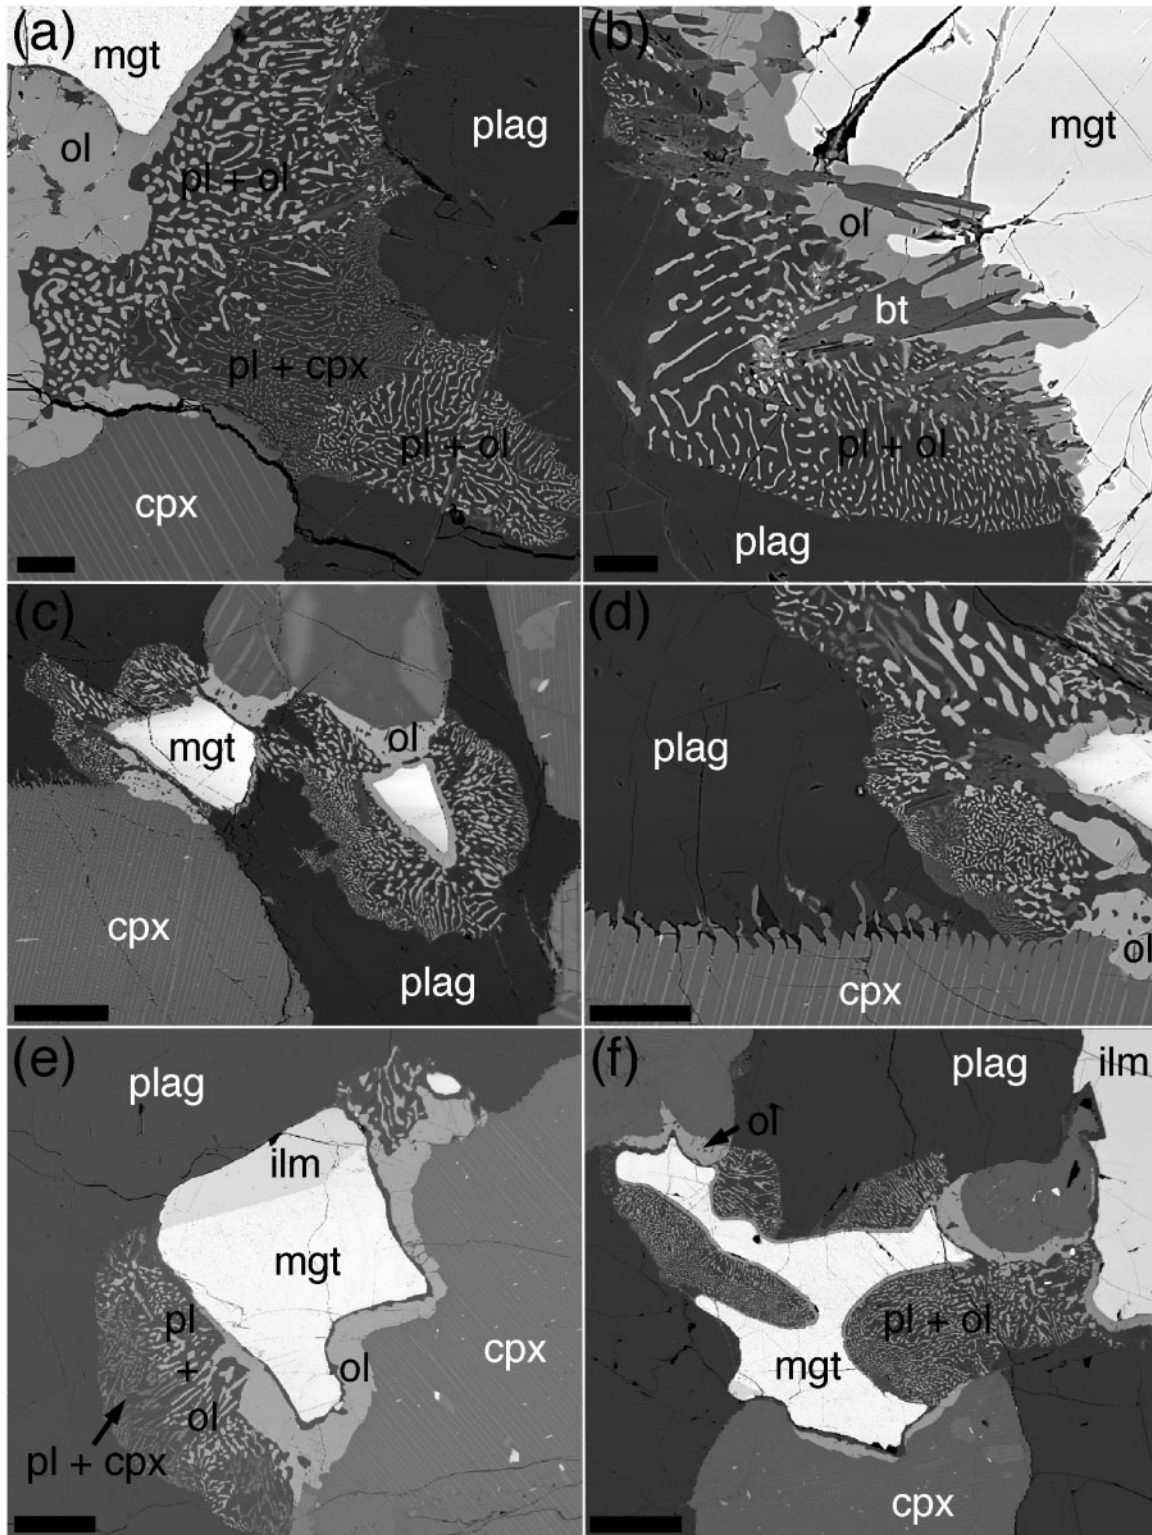 (a)
mgt
ol
plag
pl + ol
pl + cpx
pl + ol
cpx
(b)
mgt
ol
bt
pl + ol
plag
(c)
mgt
ol
cpx
plag
(d)
plag
ol
cpx
(e)
plag
ilm
mgt
pl
+
ol
ol
cpx
pl + cpx
(f)
plag
ilm
ol
pl + ol
mgt
cpx